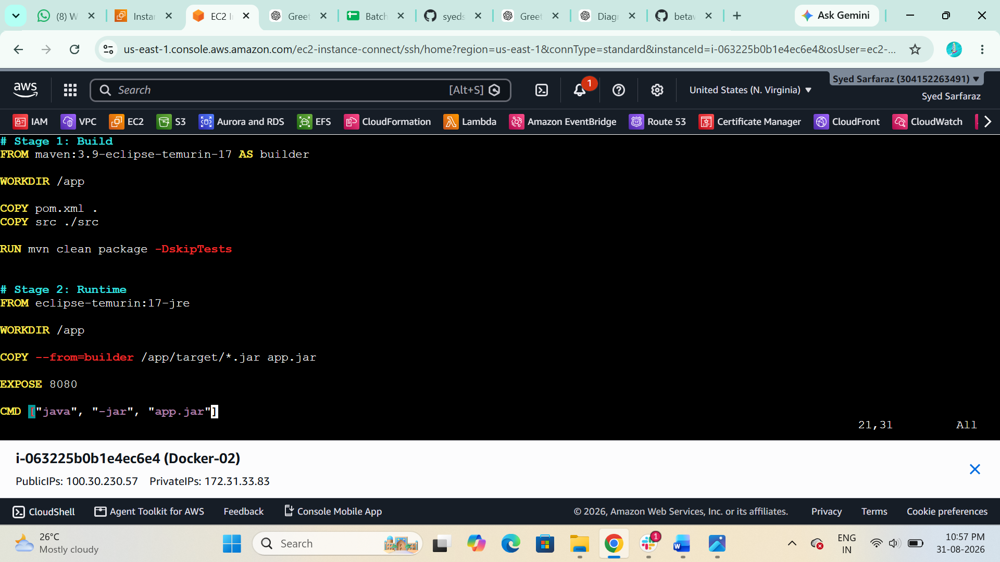 (8) W
Instan
EC2 I
Greet
Batch
syeds
Greet
Diagr
betaw
Ask Gemini
us-east-1.console.aws.amazon.com/ec2-instance-connect/ssh/home?region=us-east-1&connType=standard&instanceId=i-063225b0b1e4ec6e4&osUser=ec2-...
aws
Search
[Alt+S]
1
United States (N. Virginia) ▼
Syed Sarfaraz (304152263491) ▼
Syed Sarfaraz
IAM
VPC
EC2
S3
Aurora and RDS
EFS
CloudFormation
Lambda
Amazon EventBridge
Route 53
Certificate Manager
CloudFront
CloudWatch
# Stage 1: Build
FROM maven:3.9-eclipse-temurin-17 AS builder
WORKDIR /app
COPY pom.xml .
COPY src ./src
RUN mvn clean package -DskipTests
# Stage 2: Runtime
FROM eclipse-temurin:17-jre
WORKDIR /app
COPY --from=builder /app/target/*.jar app.jar
EXPOSE 8080
CMD ["java", "-jar", "app.jar"]
21,31 All
i-063225b0b1e4ec6e4 (Docker-02)
PublicIPs: 100.30.230.57 PrivateIPs: 172.31.33.83
CloudShell
Agent Toolkit for AWS
Feedback
Console Mobile App
© 2026, Amazon Web Services, Inc. or its affiliates.
Privacy
Terms
Cookie preferences
26°C
Mostly cloudy
Search
1
ENG
IN
10:57 PM
31-08-2026